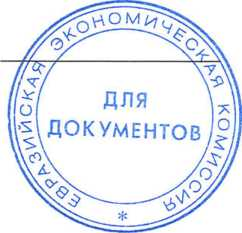 ЕВРАЗИЙСКАЯ ЭКОНОМИЧЕСКАЯ КОМИССИЯ
*
ДЛЯ
ДОКУМЕНТОВ